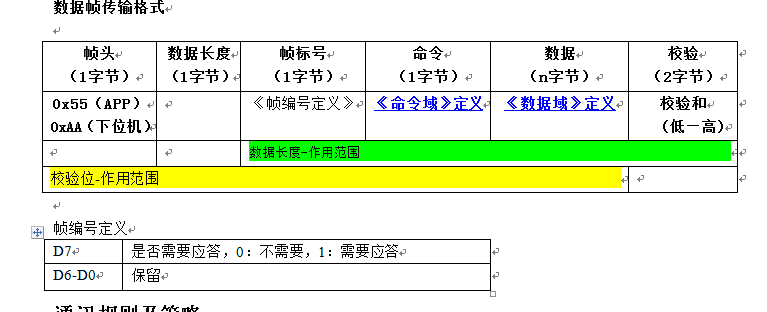 数据帧传输格式
帧头 数据长度 帧标号 命令 数据 校验
（1字节） （1字节） （1字节） （1字节） （n字节） （2字节）
0x55（APP） 《帧编号定义》 《命令域》定义 《数据域》定义 校验和
0xAA（下位机） （低－高）
数据长度-作用范围
校验位-作用范围
帧编号定义
D7 是否需要应答，0：不需要，1：需要应答
D6-D0 保留